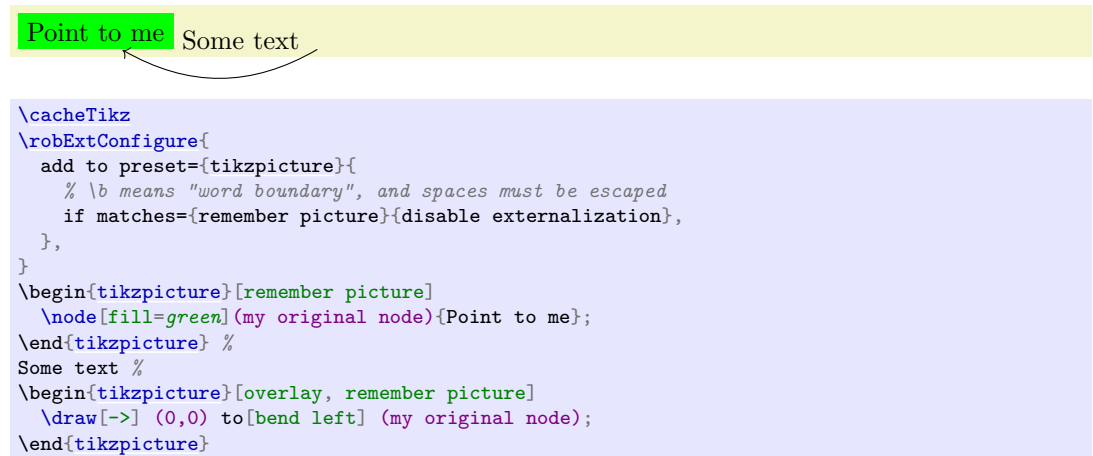 Point to me Some text
\cacheTikz
\robExtConfigure{
  add to preset={tikzpicture}{
    % \b means "word boundary", and spaces must be escaped
    if matches={remember picture}{disable externalization},
  },
}
\begin{tikzpicture}[remember picture]
  \node[fill=green](my original node){Point to me};
\end{tikzpicture} %
Some text %
\begin{tikzpicture}[overlay, remember picture]
  \draw[->] (0,0) to[bend left] (my original node);
\end{tikzpicture}